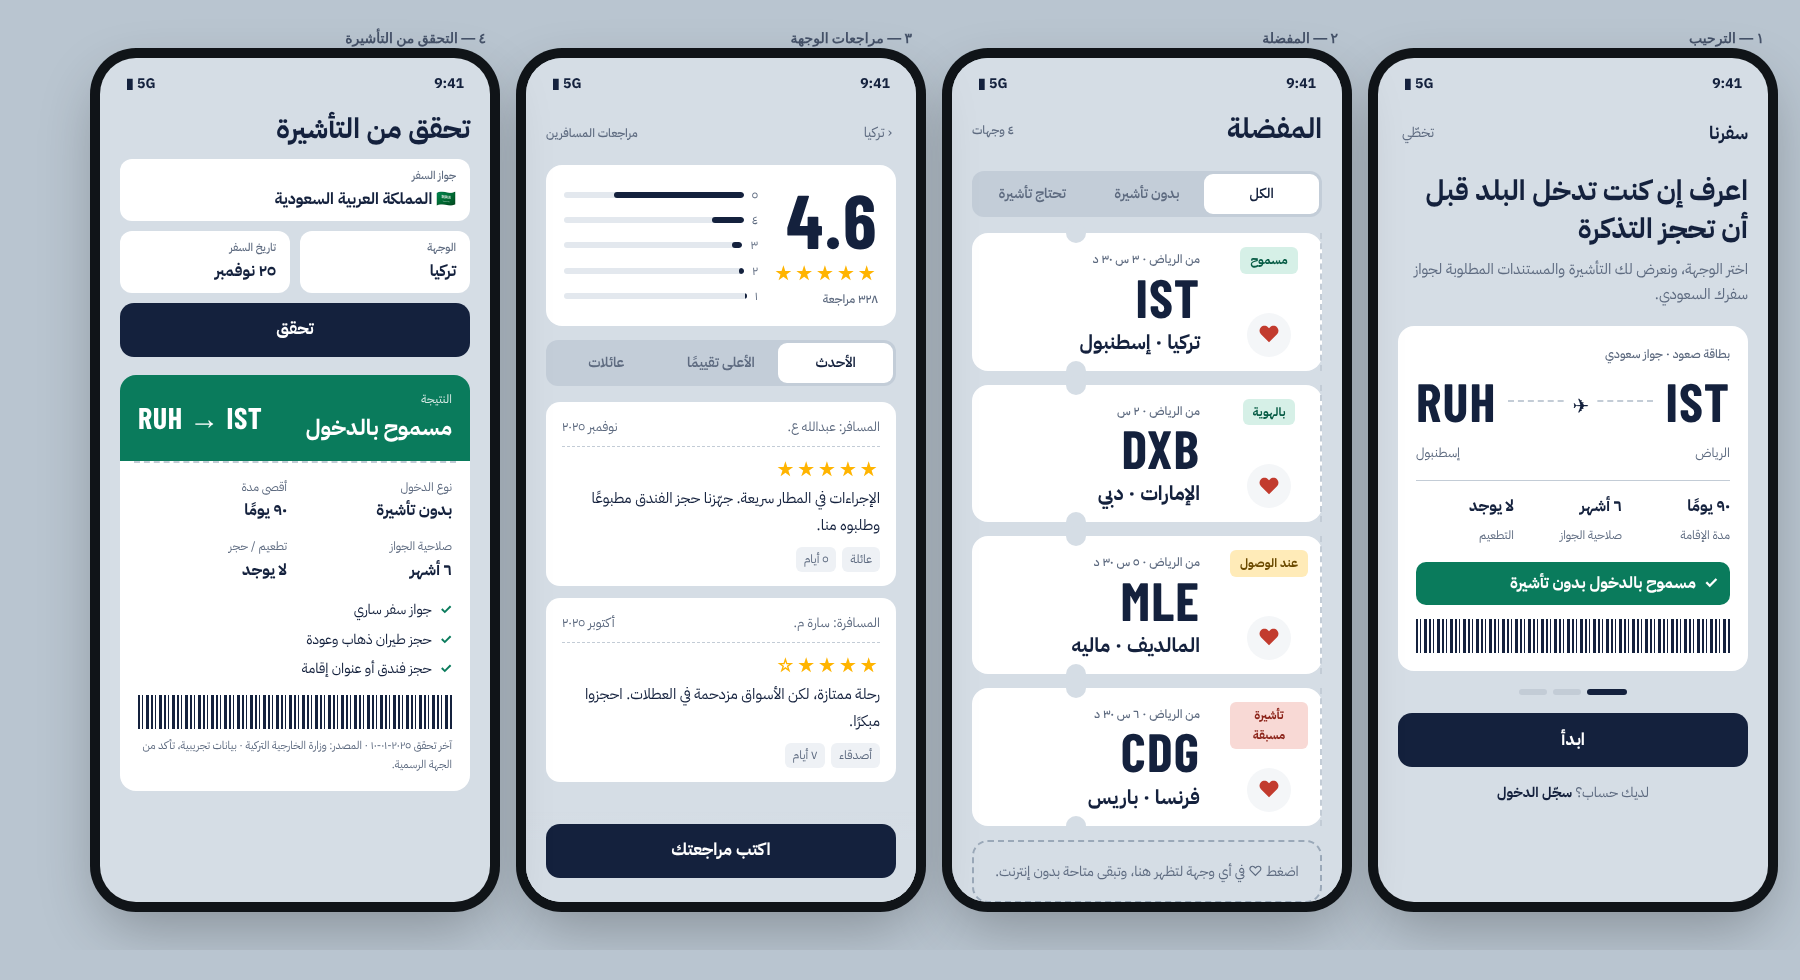 ١ — الترحيب
9:41
5G
سفرنا
تخطّي
اعرف إن كنت تدخل البلد قبل
أن تحجز التذكرة
اختر الوجهة، ونعرض لك التأشيرة والمستندات المطلوبة لجواز
سفرك السعودي.
بطاقة صعود · جواز سعودي
RUH ✈ IST
الرياض
إسطنبول
٩٠ يومًا
٦ أشهر
لا يوجد
مدة الإقامة
صلاحية الجواز
التطعيم
✓ مسموح بالدخول بدون تأشيرة
ابدأ
لديك حساب؟ سجّل الدخول
٢ — المفضلة
9:41
5G
المفضلة
٤ وجهات
الكل
بدون تأشيرة
تحتاج تأشيرة
مسموح
من الرياض · ٣ س ٣٠ د
IST
تركيا · إسطنبول
بالهوية
من الرياض · ٢ س
DXB
الإمارات · دبي
عند الوصول
من الرياض · ٥ س ٣٠ د
MLE
المالديف · ماليه
تأشيرة
مسبقة
من الرياض · ٦ س ٣٠ د
CDG
فرنسا · باريس
اضغط ♡ في أي وجهة لتظهر هنا، وتبقى متاحة بدون إنترنت.
٣ — مراجعات الوجهة
9:41
5G
‹ تركيا
مراجعات المسافرين
4.6
★★★★★
٣٢٨ مراجعة
٥
٤
٣
٢
١
الأحدث
الأعلى تقييمًا
عائلات
المسافر: عبدالله ع.
نوفمبر ٢٠٢٥
★★★★★
الإجراءات في المطار سريعة. جهّزنا حجز الفندق مطبوعًا
وطلبوه منا.
عائلة
٥ أيام
المسافرة: سارة م.
أكتوبر ٢٠٢٥
★★★★☆
رحلة ممتازة، لكن الأسواق مزدحمة في العطلات. احجزوا
مبكرًا.
أصدقاء
٧ أيام
اكتب مراجعتك
٤ — التحقق من التأشيرة
9:41
5G
تحقق من التأشيرة
جواز السفر
🇸🇦 المملكة العربية السعودية
الوجهة
تركيا
تاريخ السفر
٢٥ نوفمبر
تحقق
النتيجة
مسموح بالدخول
RUH → IST
نوع الدخول
أقصى مدة
بدون تأشيرة
٩٠ يومًا
صلاحية الجواز
تطعيم / حجر
٦ أشهر
لا يوجد
✓ جواز سفر ساري
✓ حجز طيران ذهاب وعودة
✓ حجز فندق أو عنوان إقامة
آخر تحقق ٢٠٢٥-٠١-١٠ · المصدر: وزارة الخارجية التركية · بيانات تجريبية، تأكد من
الجهة الرسمية.